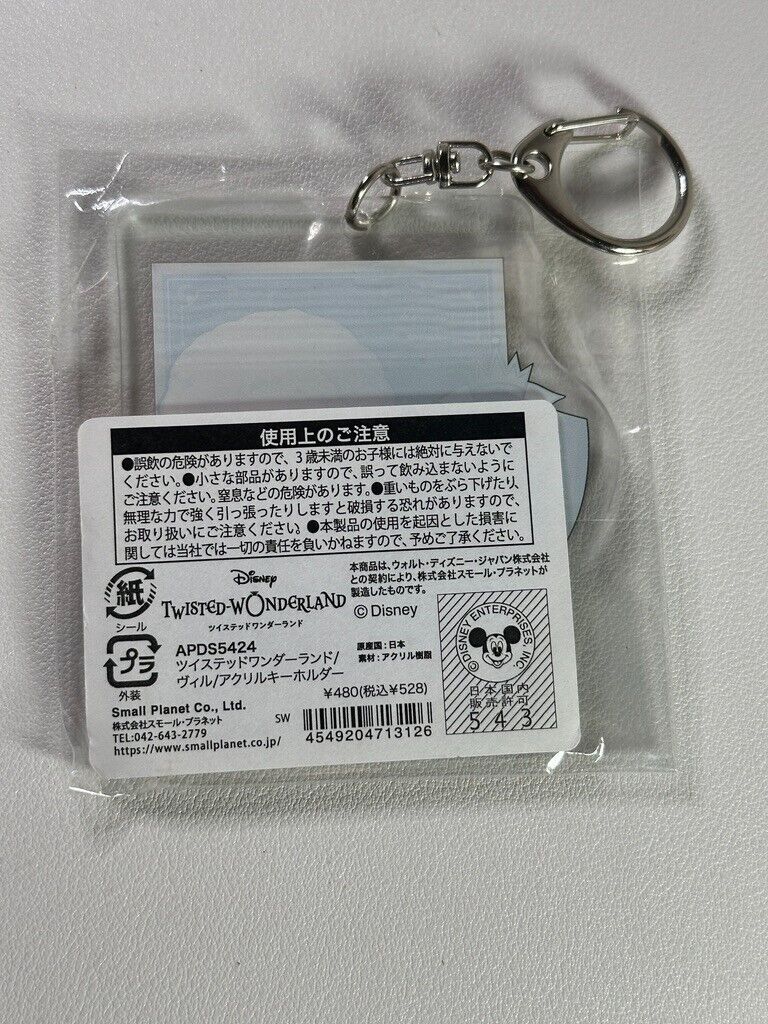 使用上のご注意
●誤飲の危険がありますので、3歳未満のお子様には絶対に与えないで
ください。●小さな部品がありますので、誤って飲み込まないように
ご注意ください。窒息などの危険があります。●重いものをぶら下げたり、
無理な力で強く引っ張ったりしますと破損する恐れがありますので、
お取り扱いにご注意ください。●本製品の使用を起因とした損害に
関しては当社では一切の責任を負いかねますので、予めご了承ください。
紙
シール
Disney
TWISTED-WONDERLAND
ツイステッドワンダーランド
本商品は、ウォルト・ディズニー・ジャパン株式会社
との契約により、株式会社スモール・プラネットが
製造したものです。
©Disney
プラ
外装
APDS5424
ツイステッドワンダーランド/
ヴィル/アクリルキーホルダー
原産国:日本
素材:アクリル樹脂
¥480(税込¥528)
Small Planet Co., Ltd.
株式会社スモール・プラネット
TEL:042-643-2779
https://www.smallplanet.co.jp/
SW
4549204713126
©DISNEY ENTERPRISES, INC.
日本国内
販売許可
543